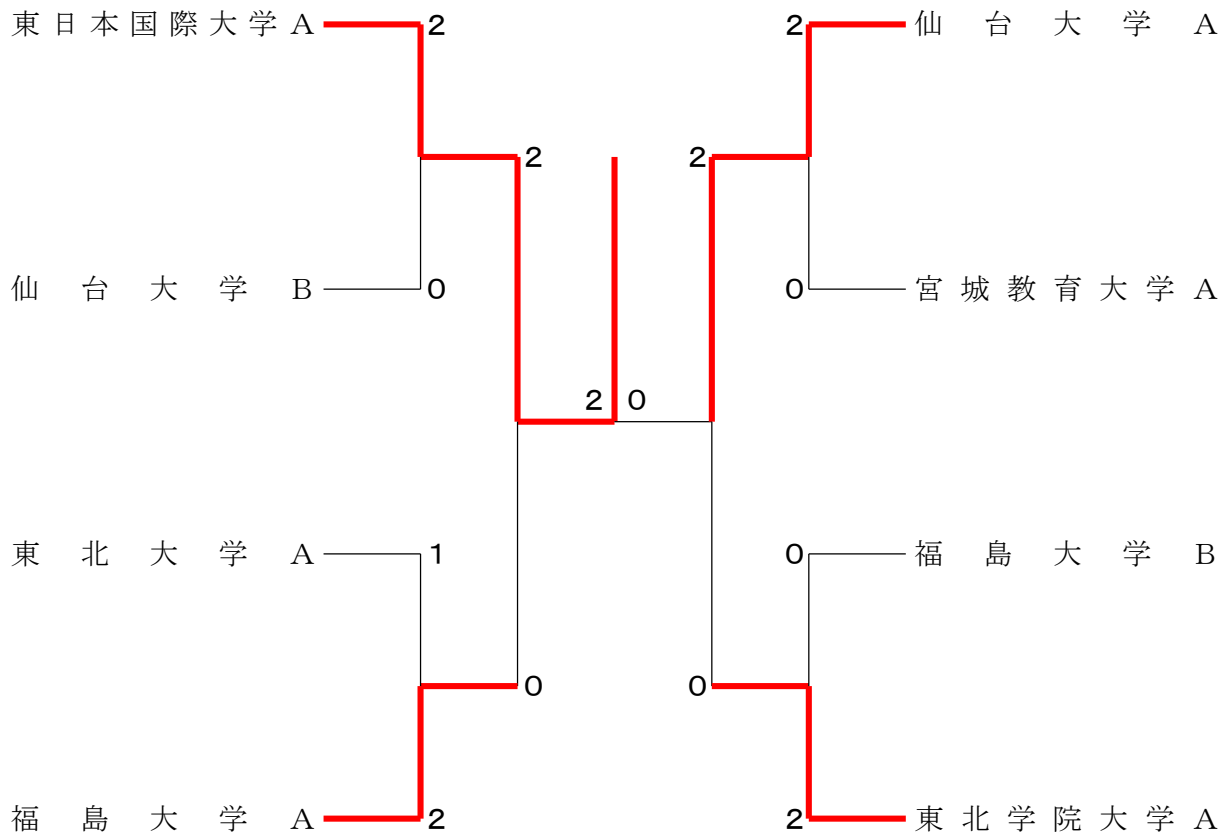 東日本国際大学A 2 2 仙台大学A
2 2
仙台大学B 0 0 宮城教育大学A
2 0
東北大学A 1 0 福島大学B
0 0
福島大学A 2 2 東北学院大学A